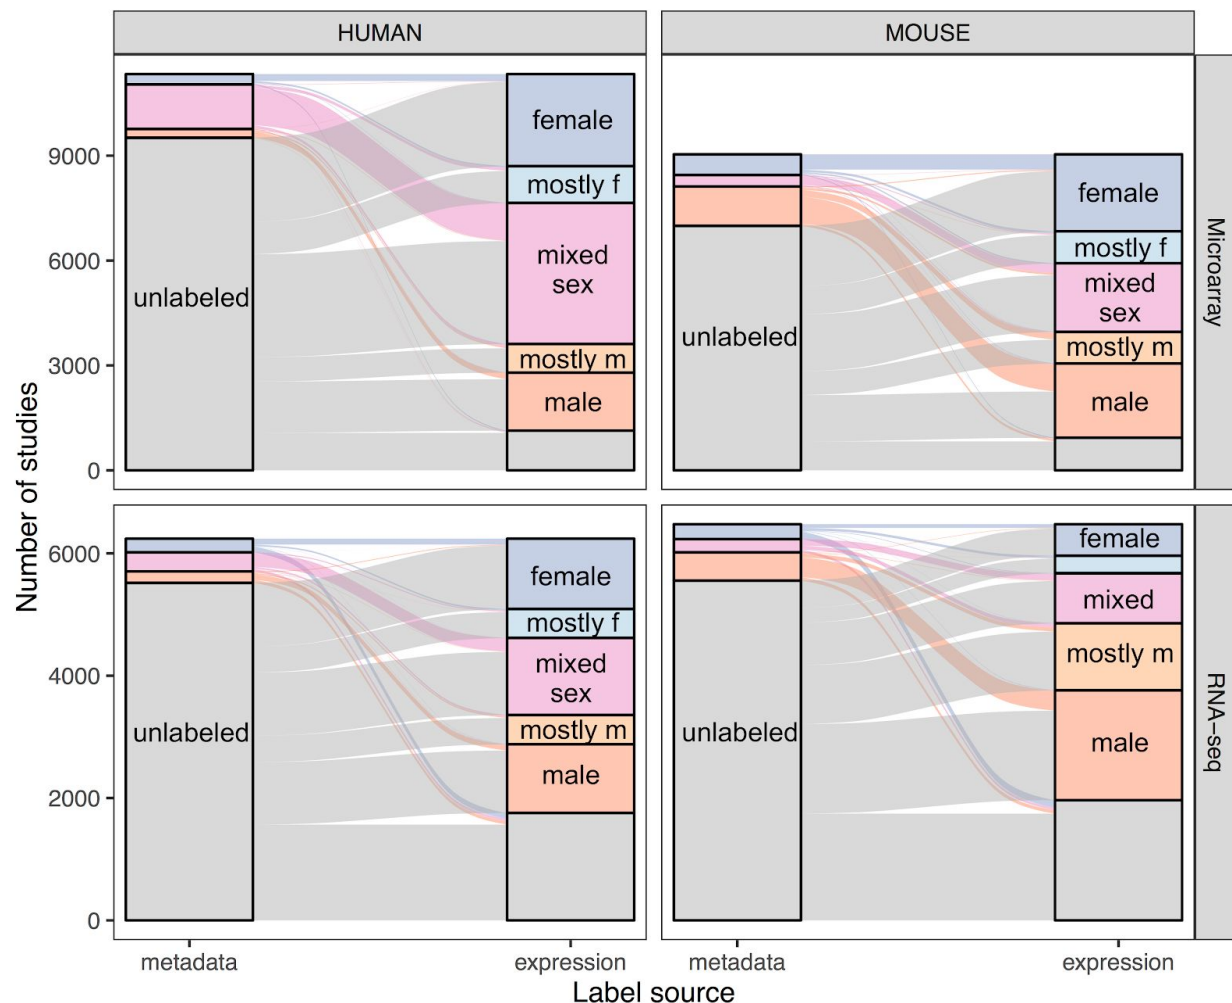 HUMAN
MOUSE
Number of studies
9000
6000
3000
0
unlabeled
female
mostly f
mixed
sex
mostly m
male
unlabeled
female
mostly f
mixed
sex
mostly m
male
Microarray
6000
4000
2000
0
unlabeled
female
mostly f
mixed
sex
mostly m
male
unlabeled
female
mixed
mostly m
male
RNA−seq
metadata
expression
metadata
expression
Label source